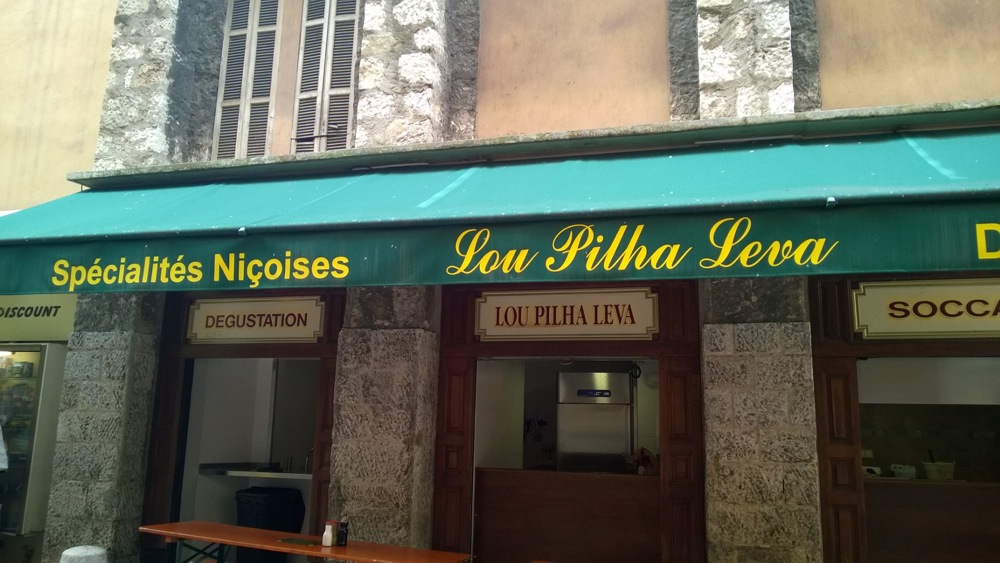 Spécialités Niçoises
Lou Pilha Leva
D
DISCOUNT
DEGUSTATION
LOU PILHA LEVA
SOCCA